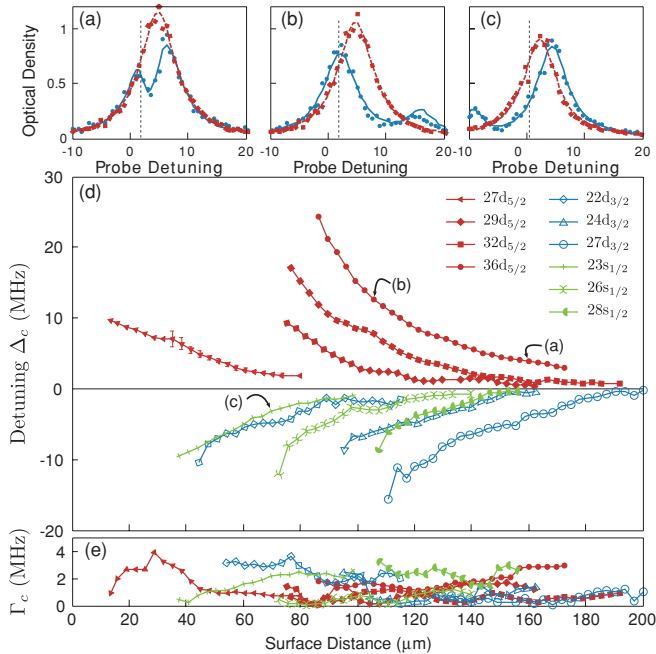 (a) (b) (c)
Optical Density
1
0.5
0
-10 0 10 20 -10 0 10 20 -10 0 10 20
Probe Detuning Probe Detuning Probe Detuning
(d)
Detuning Δc (MHz)
30
20
10
0
-10
-20
27d5/2 22d3/2
29d5/2 24d3/2
32d5/2 27d3/2
36d5/2 23s1/2
26s1/2
28s1/2
(b)
(a)
(c)
(e)
Γc (MHz)
4
2
0
0 20 40 60 80 100 120 140 160 180 200
Surface Distance (μm)